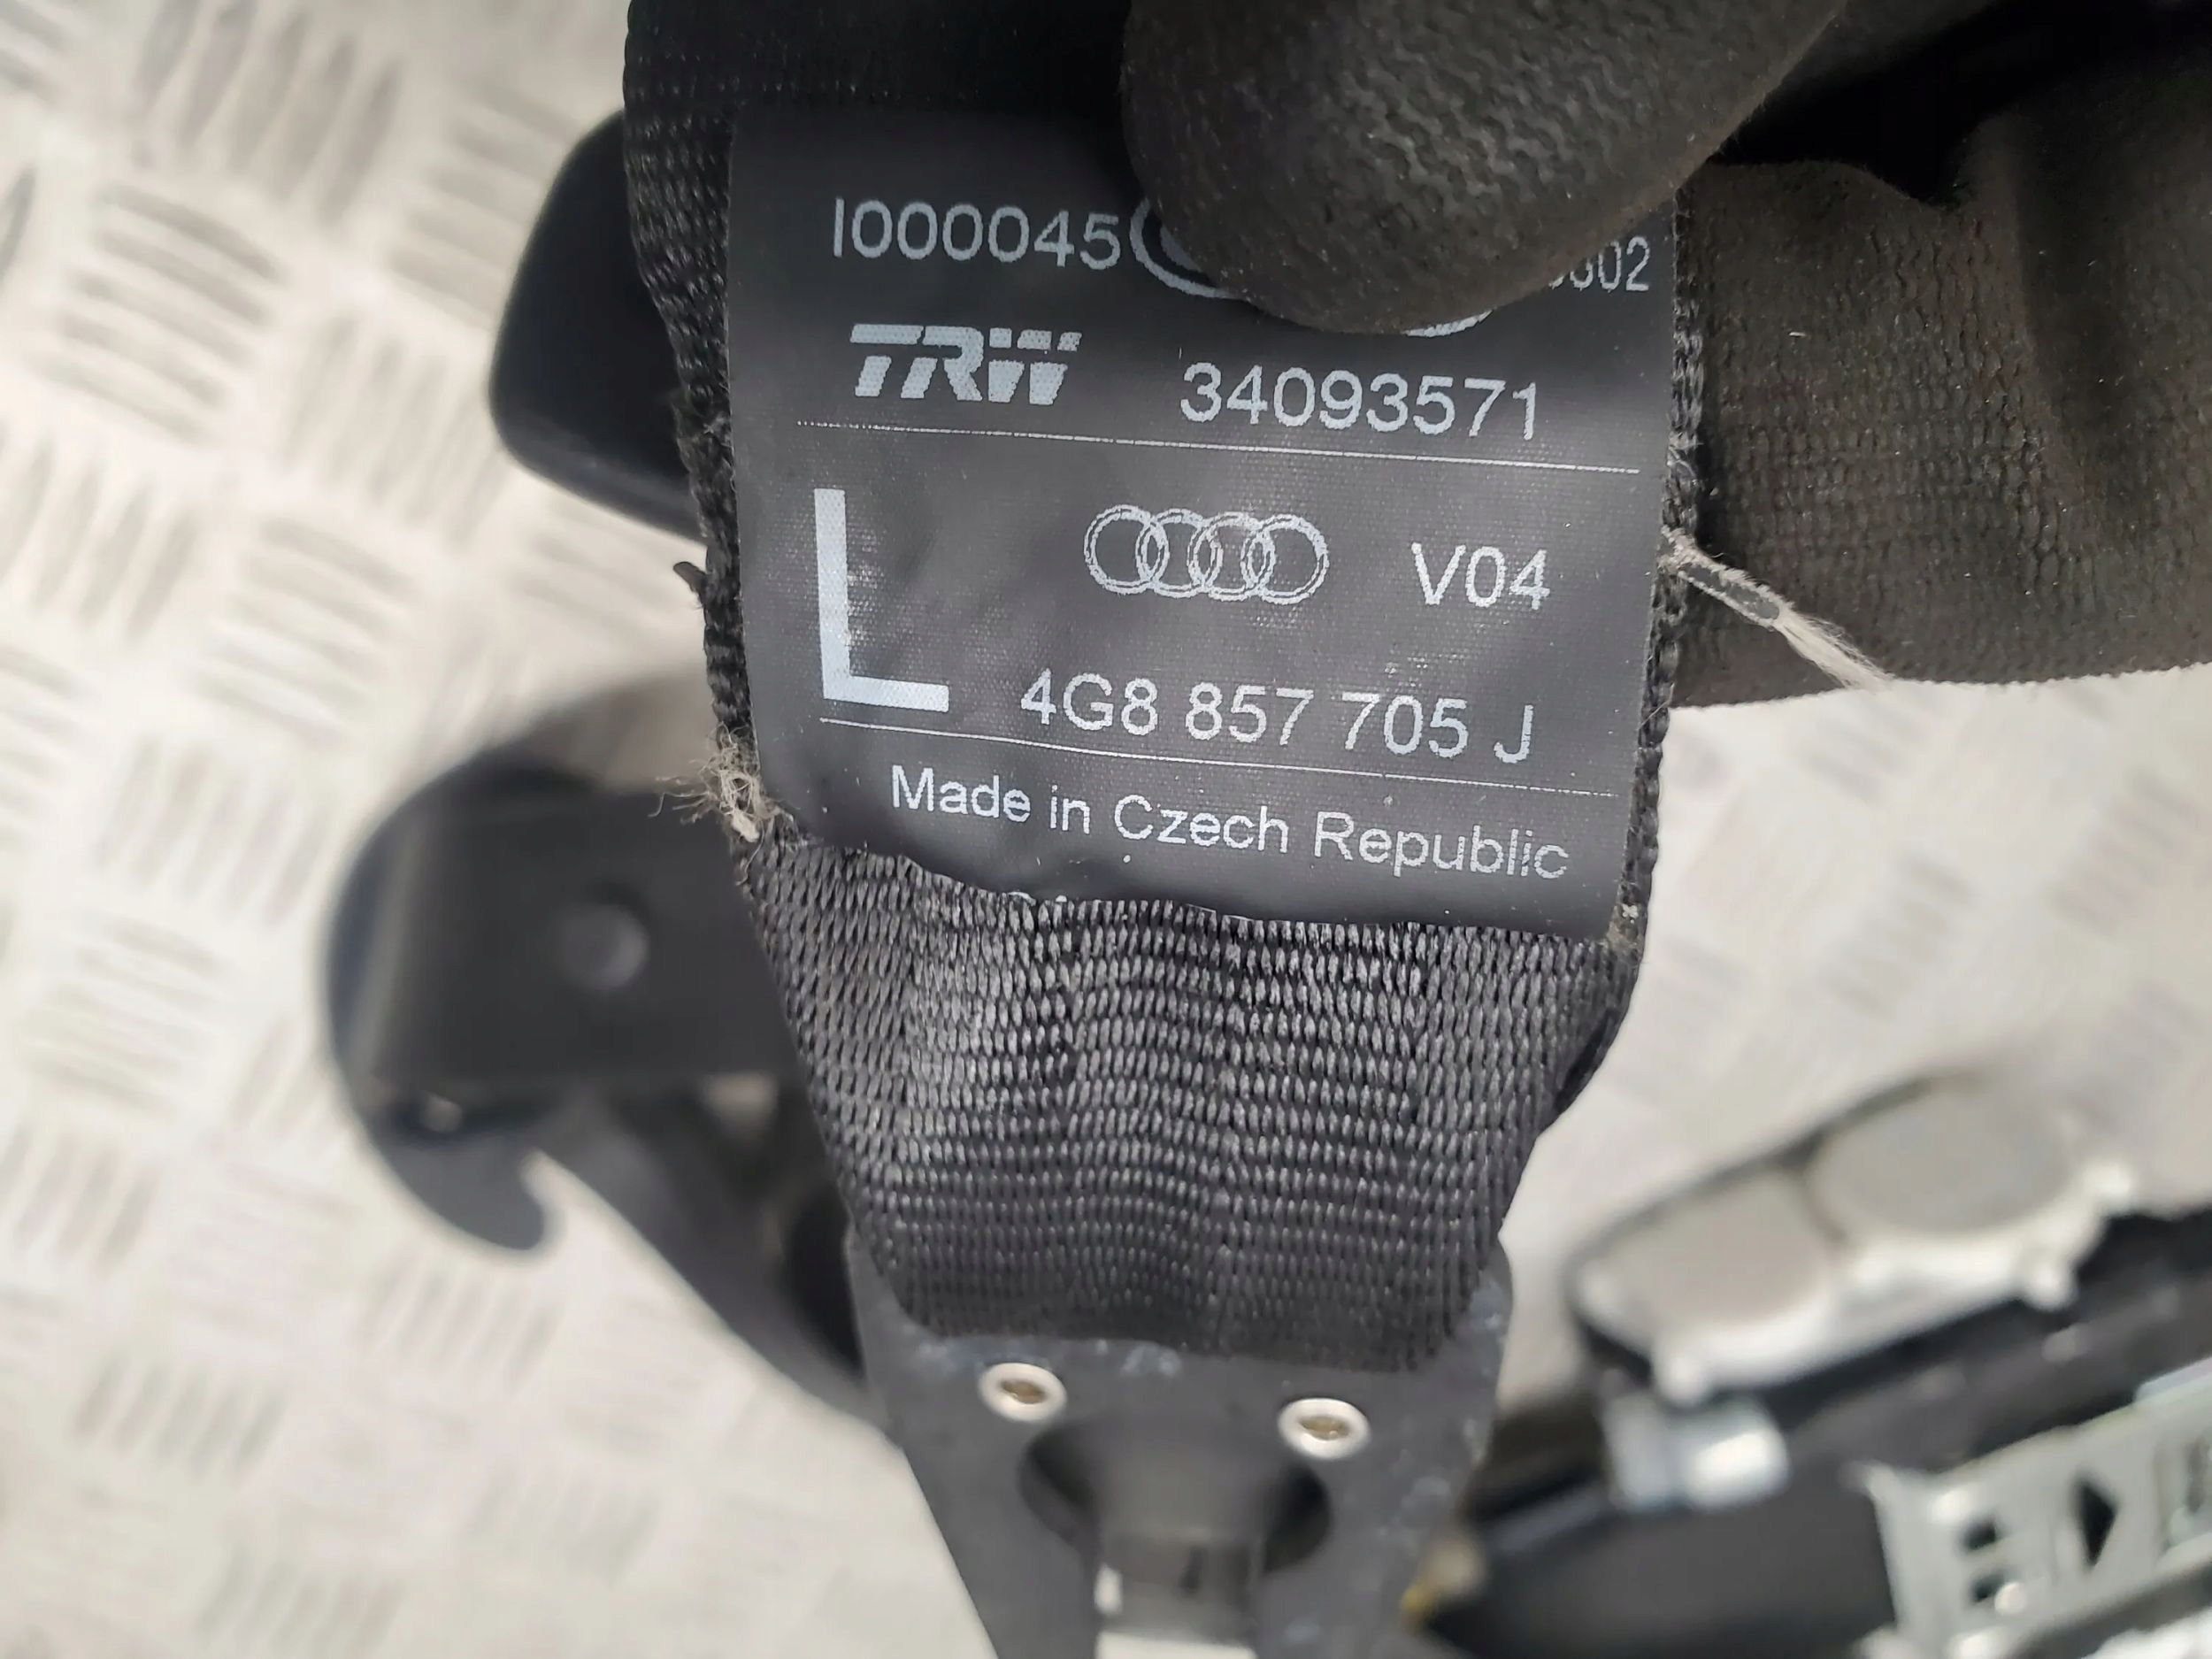 I000045
TRW 34093571
L V04
4G8 857 705 J
Made in Czech Republic